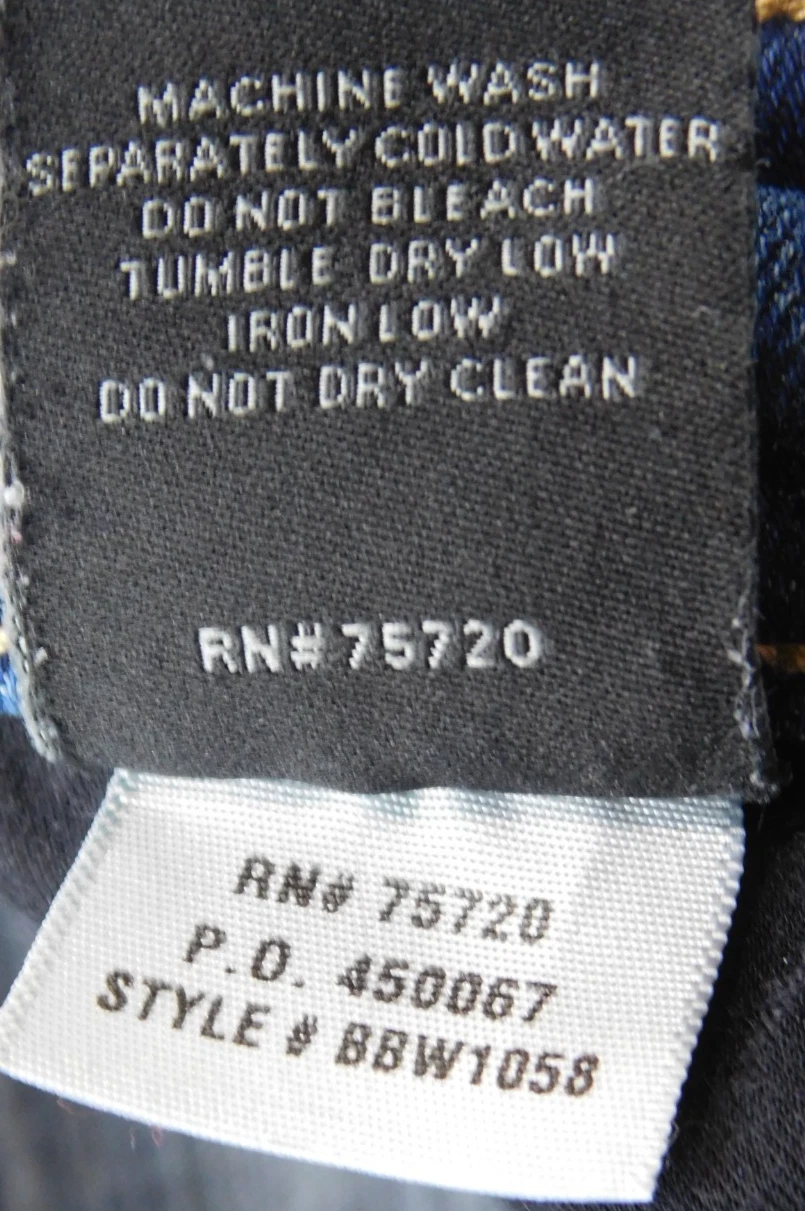 MACHINE WASH
SEPARATELY COLD WATER
DO NOT BLEACH
TUMBLE DRY LOW
IRON LOW
DO NOT DRY CLEAN
RN# 75720
RN# 75720
P.O. 450067
STYLE # BBW1058